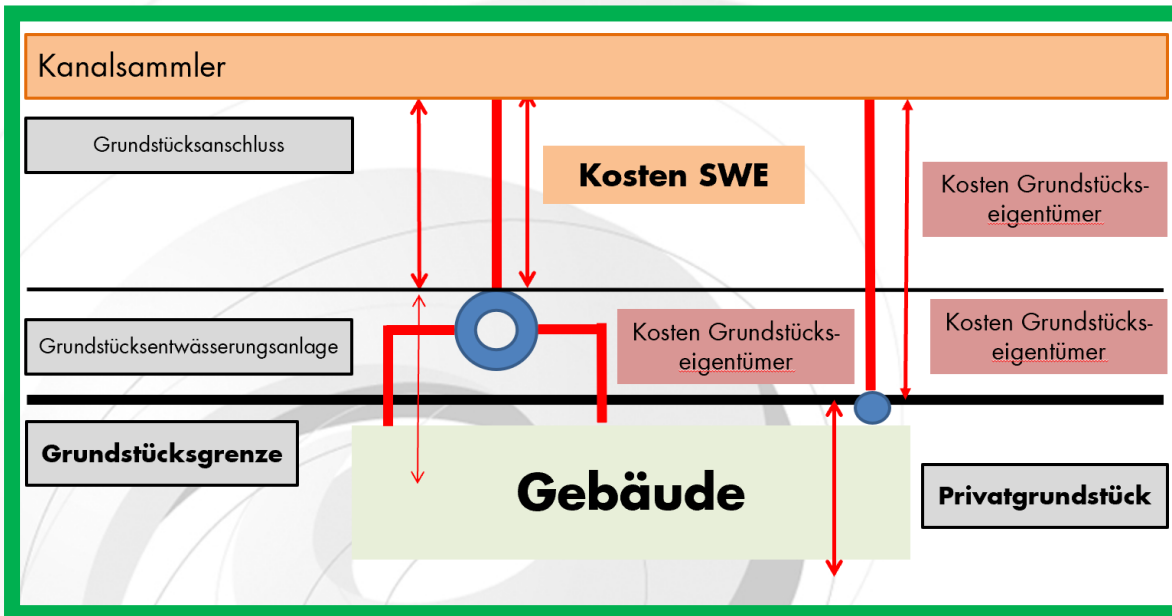 Kanalsammler
Grundstücksanschluss
Kosten SWE
Kosten Grundstücks-
eigentümer
Grundstücksentwässerungsanlage
Kosten Grundstücks-
eigentümer
Kosten Grundstücks-
eigentümer
Grundstücksgrenze
Gebäude
Privatgrundstück